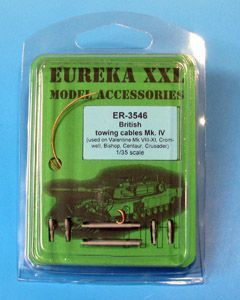 EUREKA XXL
MODEL ACCESSORIES
ER-3546
British
towing cables Mk. IV
(used on Valentine Mk VIII-XI, Crom-
well, Bishop, Centaur, Crusader)
1/35 scale